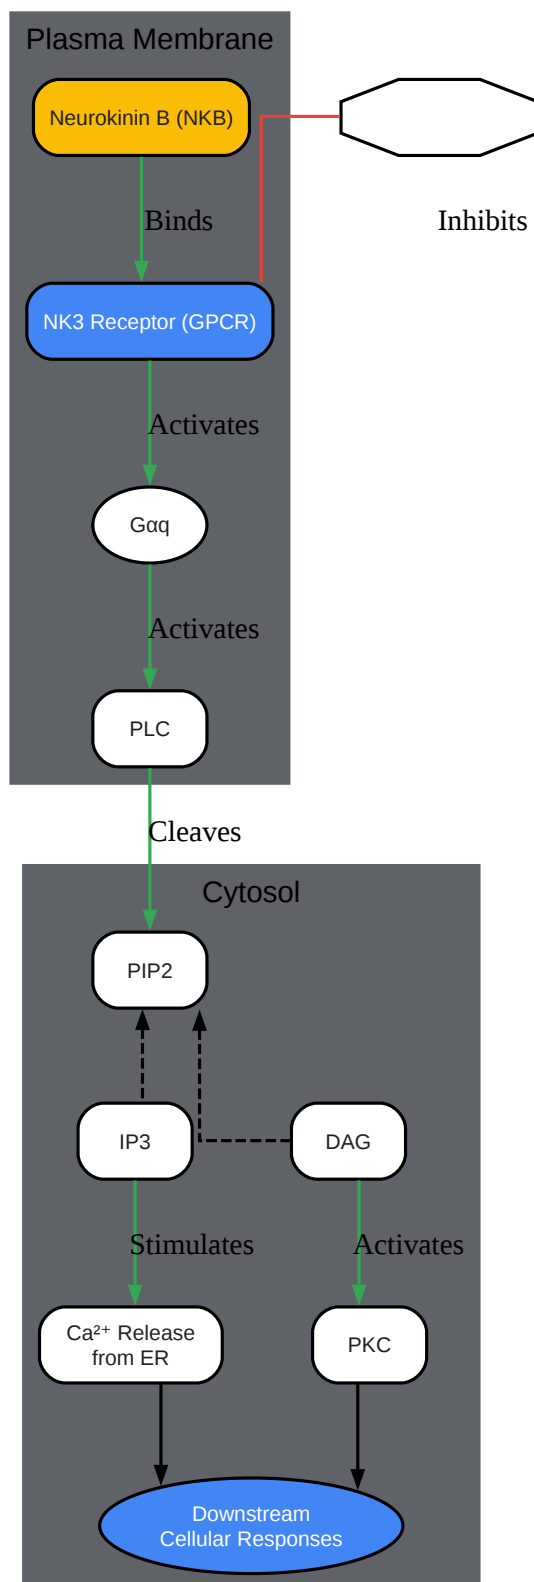 Plasma Membrane
Neurokinin B (NKB)
Binds
Inhibits
NK3 Receptor (GPCR)
Activates
Gαq
Activates
PLC
Cleaves
Cytosol
PIP2
IP3
DAG
Stimulates
Activates
Ca²⁺ Release
from ER
PKC
Downstream
Cellular Responses